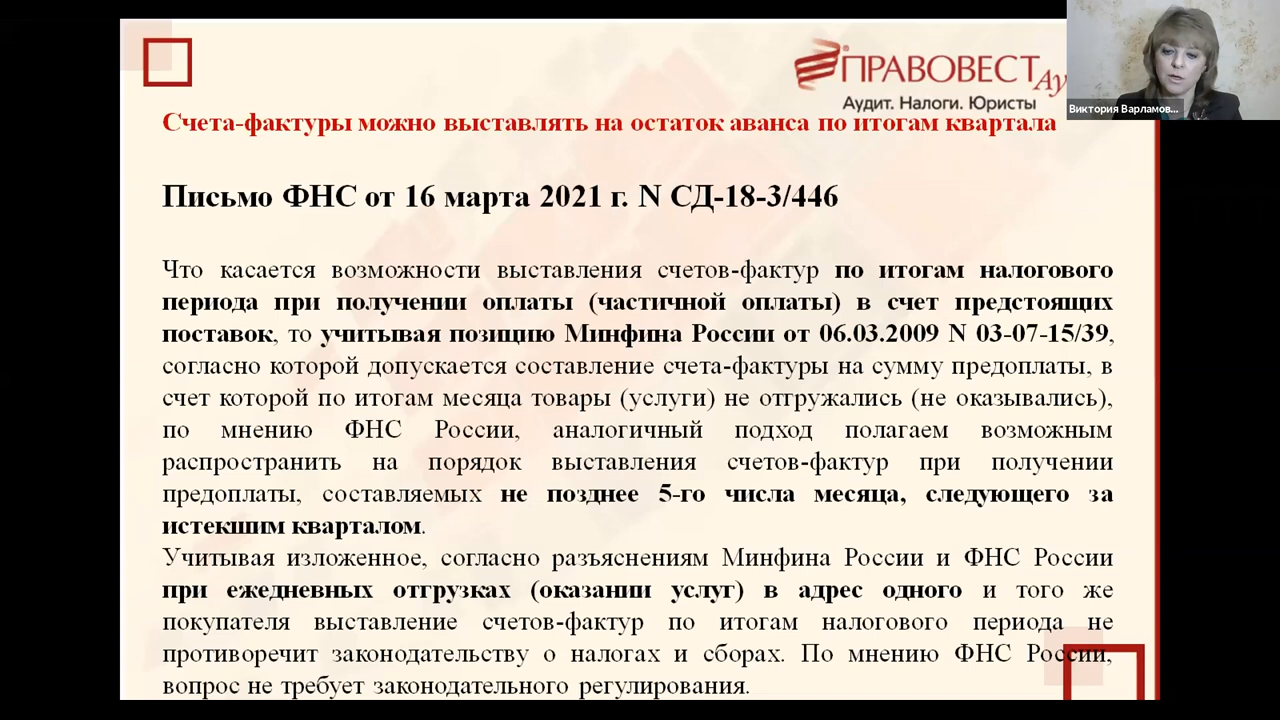 ПРАВОВЕСТ
Аудит. Налоги. Юристы
Виктория Варламов...
Счета-фактуры можно выставлять на остаток аванса по итогам квартала
Письмо ФНС от 16 марта 2021 г. N СД-18-3/446
Что касается возможности выставления счетов-фактур по итогам налогового
периода при получении оплаты (частичной оплаты) в счет предстоящих
поставок, то учитывая позицию Минфина России от 06.03.2009 N 03-07-15/39,
согласно которой допускается составление счета-фактуры на сумму предоплаты, в
счет которой по итогам месяца товары (услуги) не отгружались (не оказывались),
по мнению ФНС России, аналогичный подход полагаем возможным
распространить на порядок выставления счетов-фактур при получении
предоплаты, составляемых не позднее 5-го числа месяца, следующего за
истекшим кварталом.
Учитывая изложенное, согласно разъяснениям Минфина России и ФНС России
при ежедневных отгрузках (оказании услуг) в адрес одного и того же
покупателя выставление счетов-фактур по итогам налогового периода не
противоречит законодательству о налогах и сборах. По мнению ФНС России,
вопрос не требует законодательного регулирования.